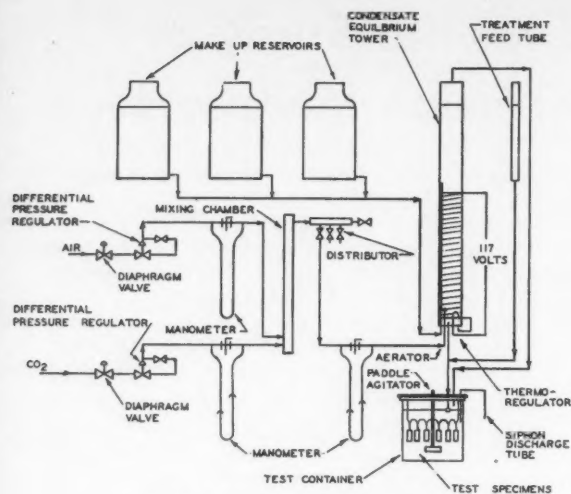 CONDENSATE
EQUILBRIUM
TOWER
TREATMENT
FEED TUBE
MAKE UP RESERVOIRS
DIFFERENTIAL
PRESSURE
REGULATOR
MIXING CHAMBER
117
VOLTS
AIR
DISTRIBUTOR
DIAPHRAGM
VALVE
DIFFERENTIAL
PRESSURE REGULATOR
MANOMETER
AERATOR
PADDLE
AGITATOR
THERMO-
REGULATOR
CO2
DIAPHRAGM
VALVE
SIPHON
DISCHARGE
TUBE
MANOMETER
TEST CONTAINER
TEST SPECIMENS